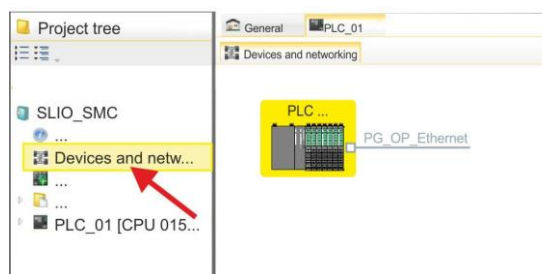 Project tree
General
PLC_01
Devices and networking
SLIO_SMC
...
Devices and netw...
...
...
PLC_01 [CPU 015...
PLC ...
PG_OP_Ethernet